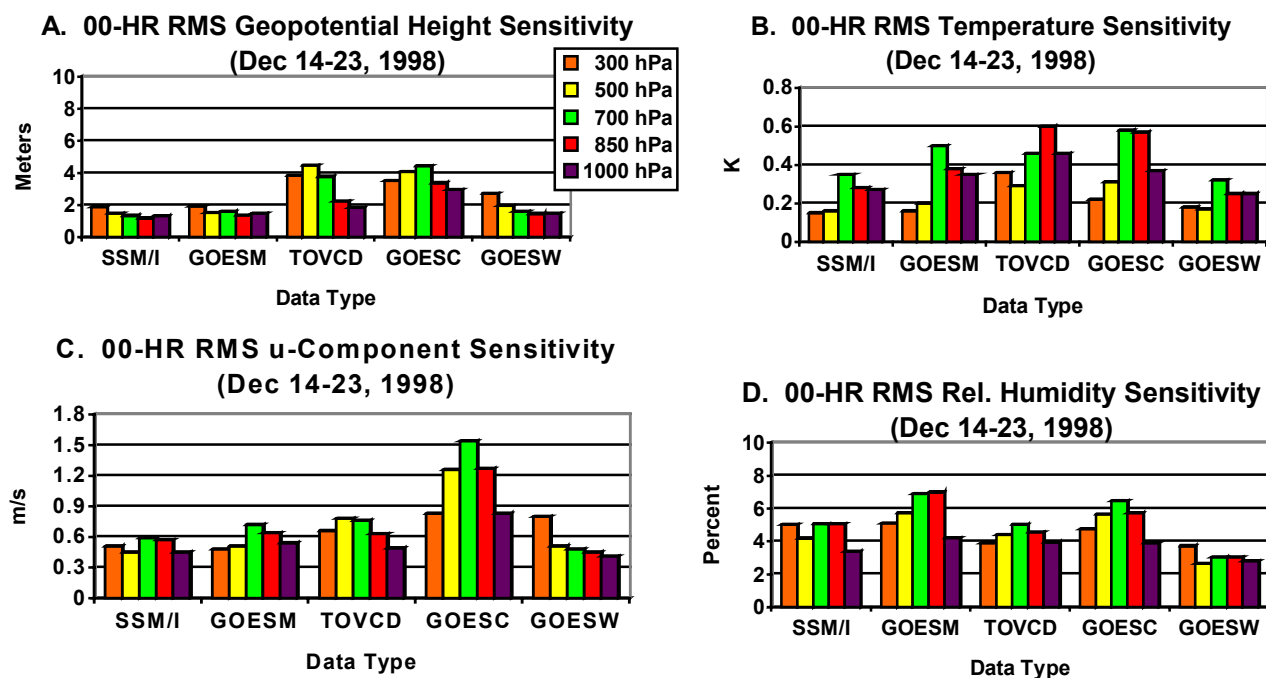 A. 00-HR RMS Geopotential Height Sensitivity
(Dec 14-23, 1998)
300 hPa
500 hPa
700 hPa
850 hPa
1000 hPa
Meters
10
8
6
4
2
0
SSM/I GOESM TOVCD GOESC GOESW
Data Type
B. 00-HR RMS Temperature Sensitivity
(Dec 14-23, 1998)
K
0.8
0.6
0.4
0.2
0
SSM/I GOESM TOVCD GOESC GOESW
Data Type
C. 00-HR RMS u-Component Sensitivity
(Dec 14-23, 1998)
m/s
1.8
1.5
1.2
0.9
0.6
0.3
0
SSM/I GOESM TOVCD GOESC GOESW
Data Type
D. 00-HR RMS Rel. Humidity Sensitivity
(Dec 14-23, 1998)
Percent
10
8
6
4
2
0
SSM/I GOESM TOVCD GOESC GOESW
Data Type